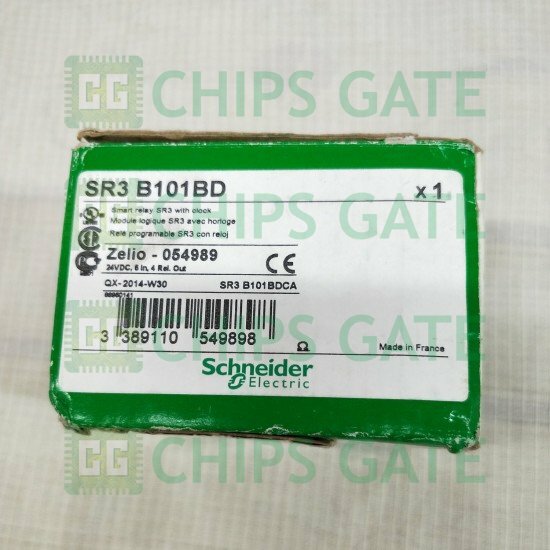 CHIPS GATE
SR3 B101BD
x 1
Smart relay SR3 with clock
Module logique SR3 avec horloge
Relé programable SR3 con reloj
CHIPS GATE
Zelio - 054989
24VDC, 6 In, 4 Rel. Out
CE
QX-2014-W30
SR3 B101BDCA
3 389110 549898
Ω
Made in France
CHIPS GATE
Schneider
Electric
CHIPS GATE